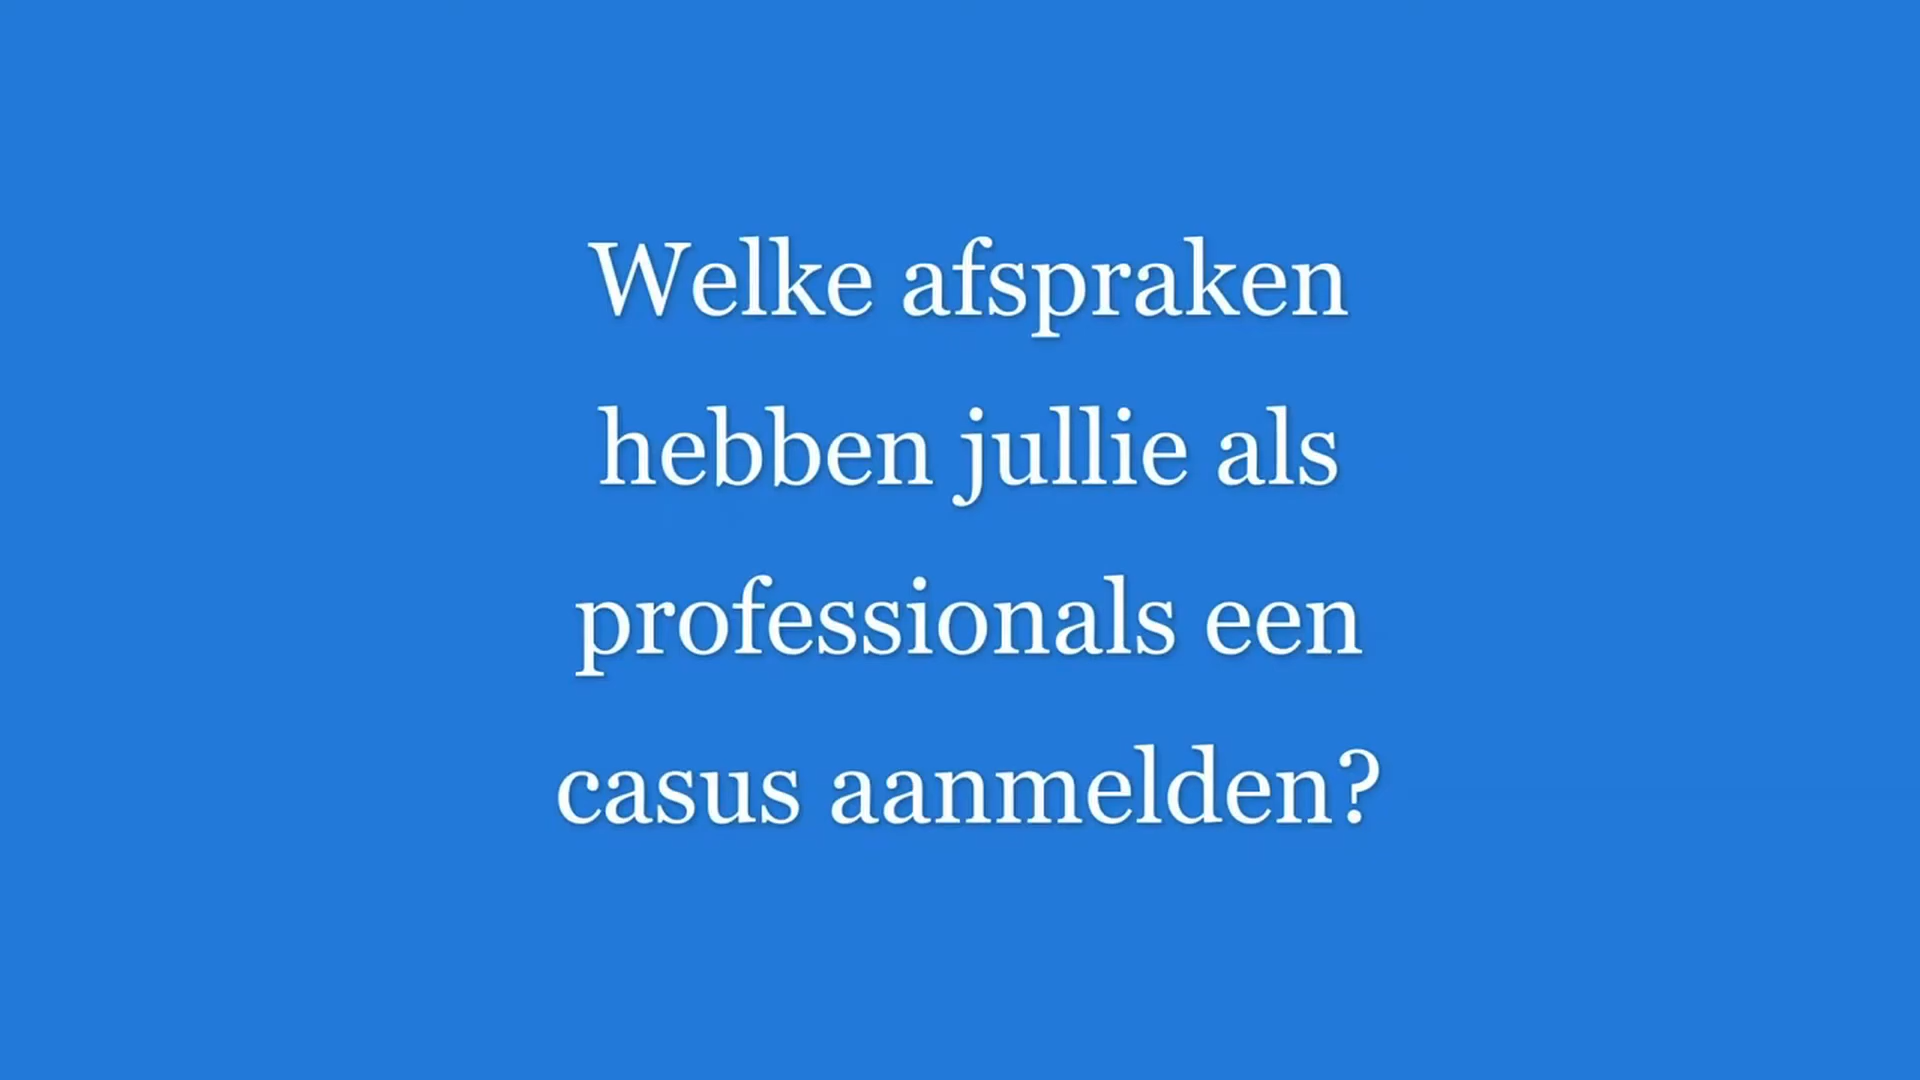 Welke afspraken
hebben jullie als
professionals een
casus aanmelden?